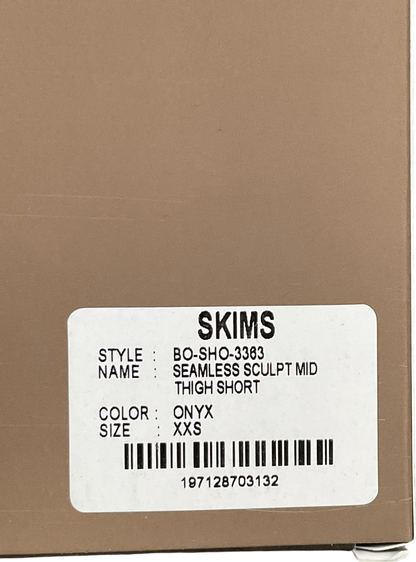 SKIMS
STYLE : BO-SHO-3363
NAME : SEAMLESS SCULPT MID
THIGH SHORT
COLOR : ONYX
SIZE : XXS
197128703132